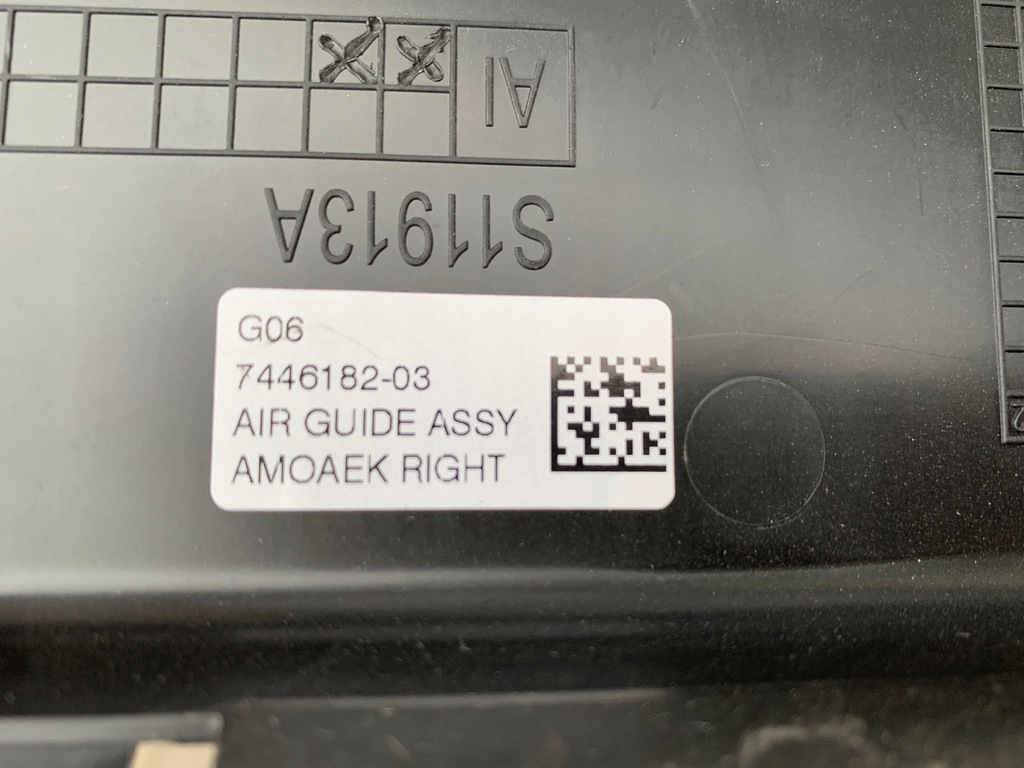 AI
S11913A
G06
7446182-03
AIR GUIDE ASSY
AMOAEK RIGHT